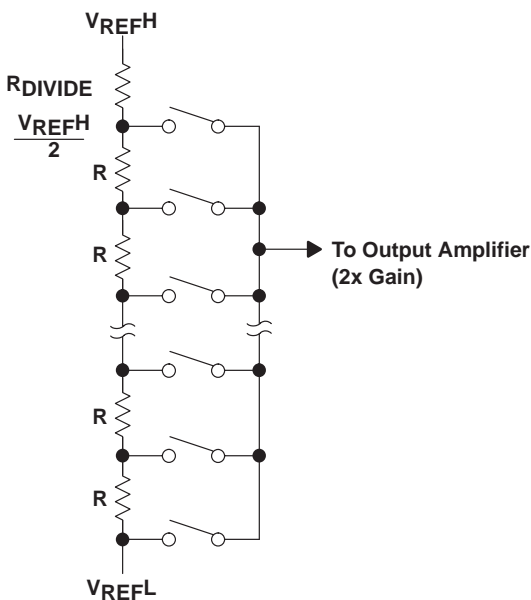 VREFH
RDIVIDE
VREFH
2
R
R
To Output Amplifier
(2x Gain)
R
R
VREFL